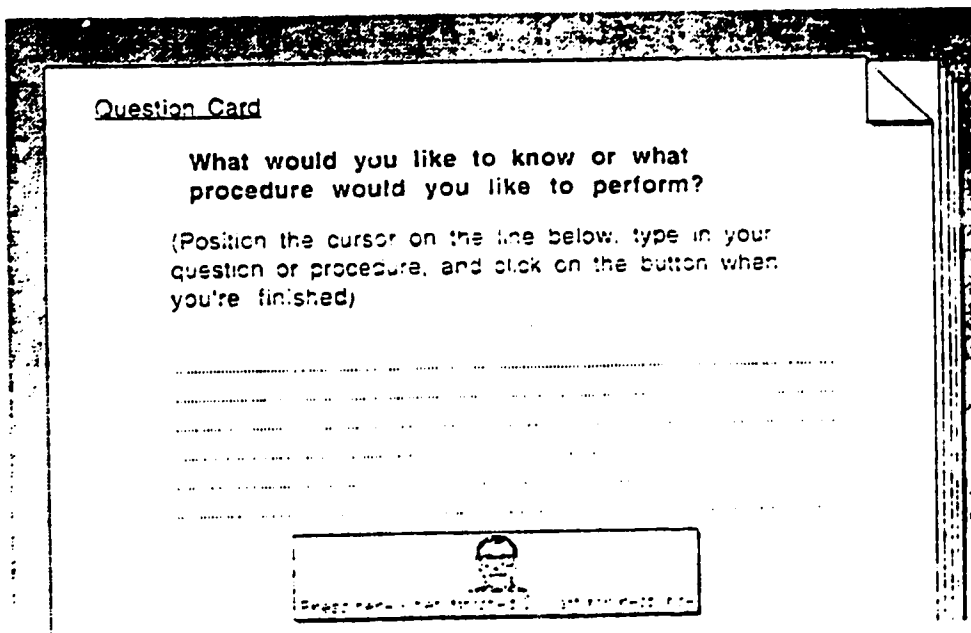 Question Card
What would you like to know or what
procedure would you like to perform?
(Position the cursor on the line below, type in your
question or procedure, and click on the button when
you're finished)